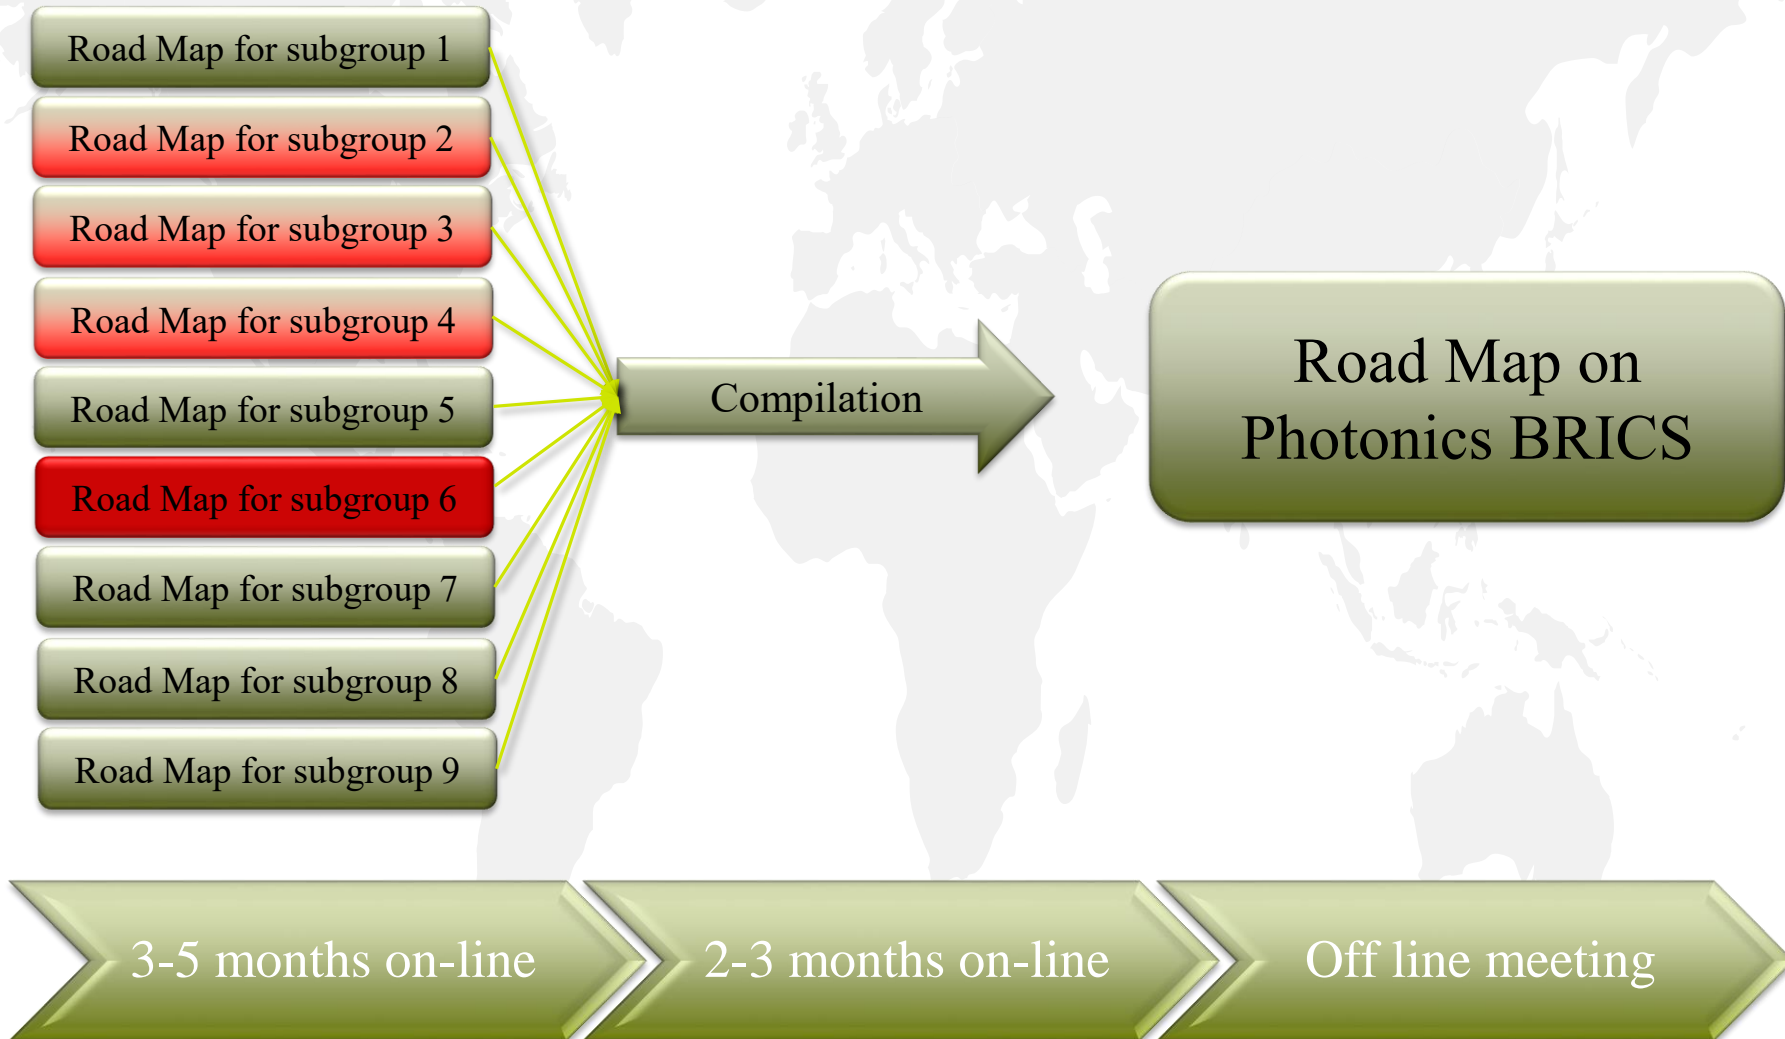 Road Map for subgroup 1
Road Map for subgroup 2
Road Map for subgroup 3
Road Map for subgroup 4
Road Map for subgroup 5
Road Map for subgroup 6
Road Map for subgroup 7
Road Map for subgroup 8
Road Map for subgroup 9
Compilation
Road Map on
Photonics BRICS
3-5 months on-line
2-3 months on-line
Off line meeting